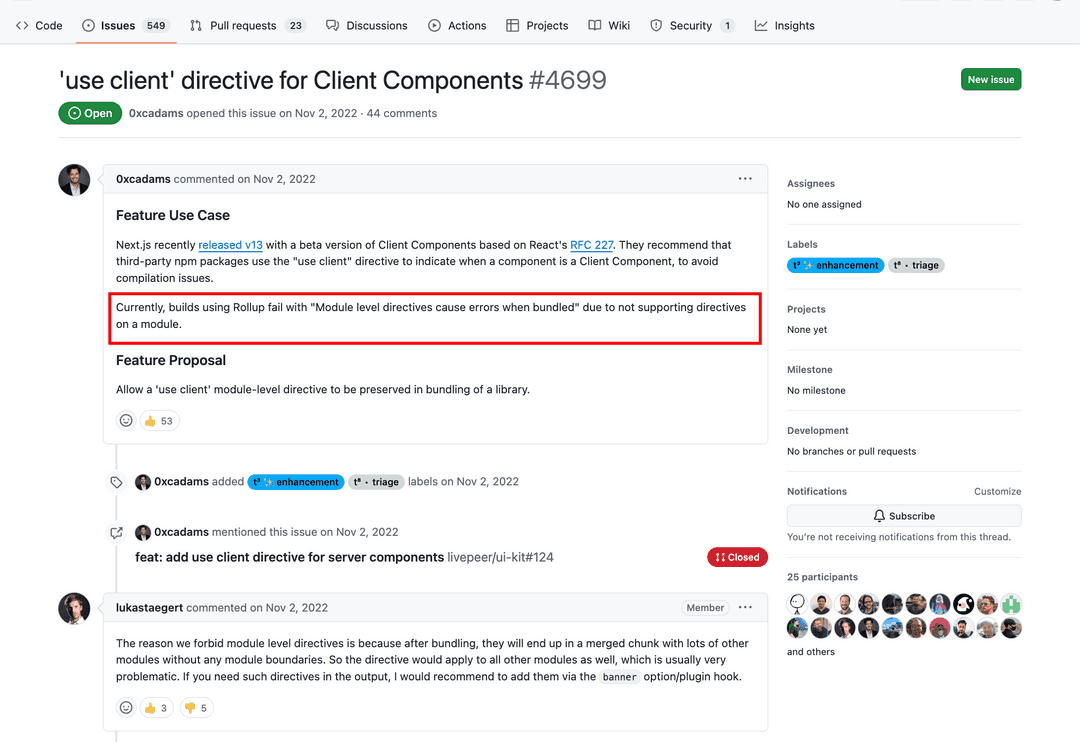 Code
Issues 549
Pull requests 23
Discussions
Actions
Projects
Wiki
Security 1
Insights
'use client' directive for Client Components #4699
New issue
Open
0xcadams opened this issue on Nov 2, 2022 · 44 comments
0xcadams commented on Nov 2, 2022
Feature Use Case
Next.js recently released v13 with a beta version of Client Components based on React's RFC 227. They recommend that
third-party npm packages use the "use client" directive to indicate when a component is a Client Component, to avoid
compilation issues.
Currently, builds using Rollup fail with "Module level directives cause errors when bundled" due to not supporting directives
on a module.
Feature Proposal
Allow a 'use client' module-level directive to be preserved in bundling of a library.
👍 53
0xcadams added t³ ✨ enhancement t⁸ · triage labels on Nov 2, 2022
0xcadams mentioned this issue on Nov 2, 2022
feat: add use client directive for server components livepeer/ui-kit#124
Closed
lukastaegert commented on Nov 2, 2022
Member
The reason we forbid module level directives is because after bundling, they will end up in a merged chunk with lots of other
modules without any module boundaries. So the directive would apply to all other modules as well, which is usually very
problematic. If you need such directives in the output, I would recommend to add them via the banner option/plugin hook.
👍 3 👎 5
Assignees
No one assigned
Labels
t³ ✨ enhancement t⁸ · triage
Projects
None yet
Milestone
No milestone
Development
No branches or pull requests
Notifications
Customize
Subscribe
You're not receiving notifications from this thread.
25 participants
and others